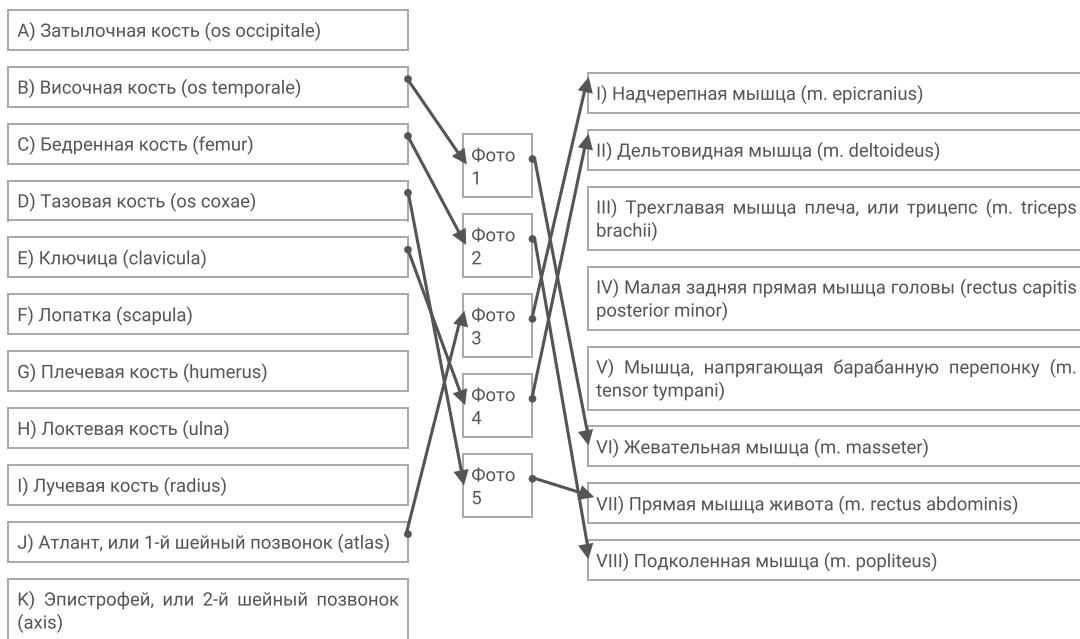 A) Затылочная кость (os occipitale)
B) Височная кость (os temporale)
C) Бедренная кость (femur)
D) Тазовая кость (os coxae)
E) Ключица (clavicula)
F) Лопатка (scapula)
G) Плечевая кость (humerus)
H) Локтевая кость (ulna)
I) Лучевая кость (radius)
J) Атлант, или 1-й шейный позвонок (atlas)
K) Эпистрофей, или 2-й шейный позвонок
(axis)
Фото
1
Фото
2
Фото
3
Фото
4
Фото
5
I) Надчерепная мышца (m. epicranius)
II) Дельтовидная мышца (m. deltoideus)
III) Трехглавая мышца плеча, или трицепс (m. triceps
brachii)
IV) Малая задняя прямая мышца головы (rectus capitis
posterior minor)
V) Мышца, напрягающая барабанную перепонку (m.
tensor tympani)
VI) Жевательная мышца (m. masseter)
VII) Прямая мышца живота (m. rectus abdominis)
VIII) Подколенная мышца (m. popliteus)